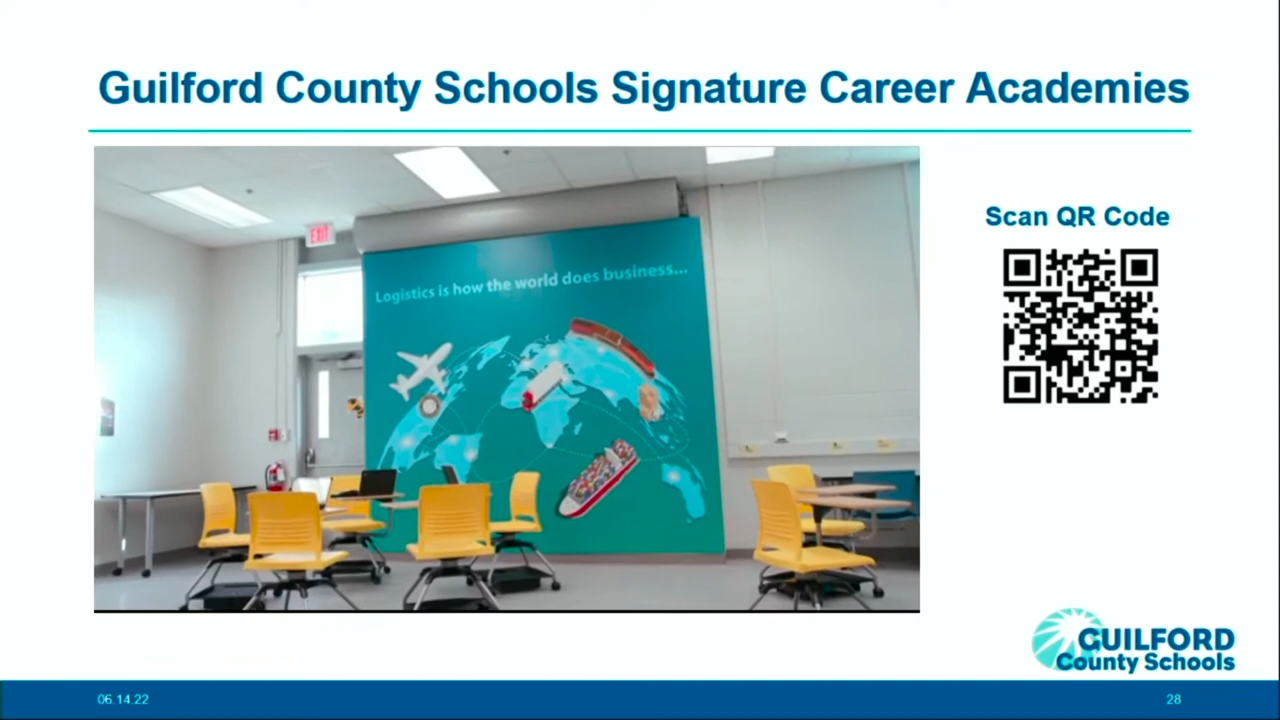 Guilford County Schools Signature Career Academies
EXIT
Logistics is how the world does business...
Scan QR Code
GUILFORD
County Schools
06.14.22
28